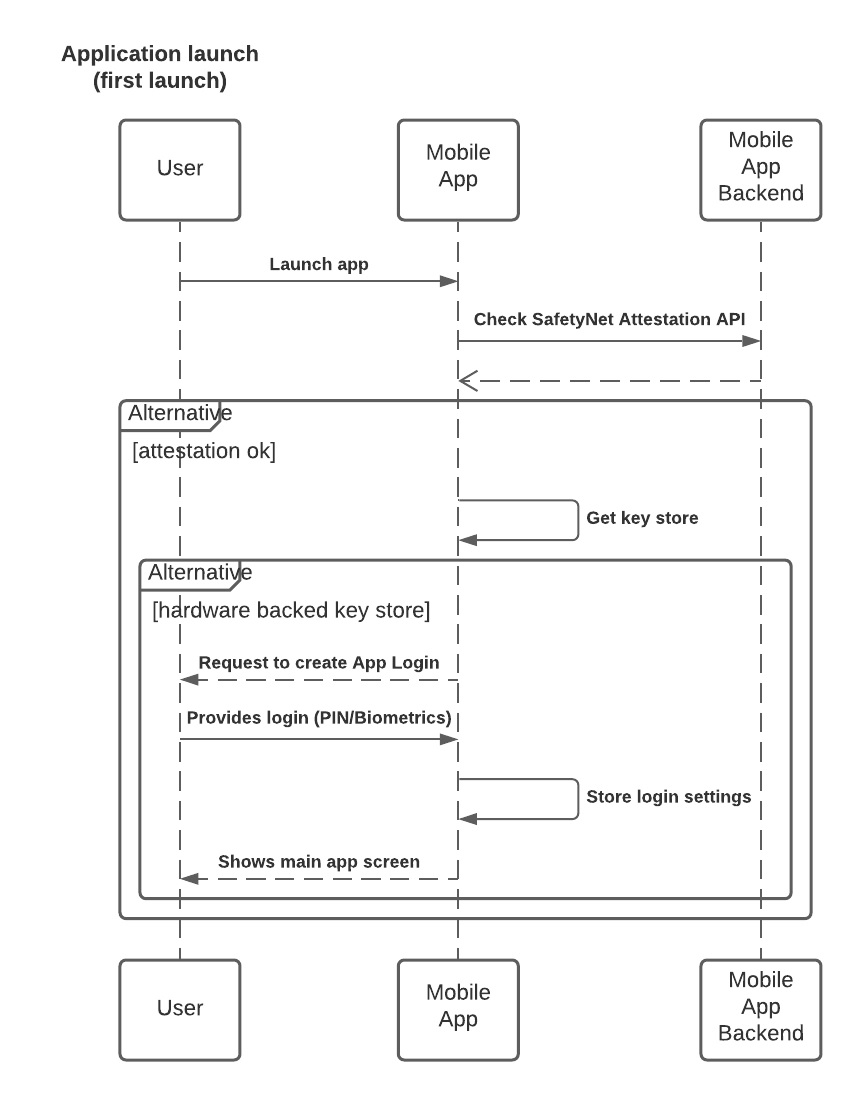 Application launch
(first launch)
User
Mobile
App
Mobile
App
Backend
Launch app
Check SafetyNet Attestation API
Alternative
[attestation ok]
Get key store
Alternative
[hardware backed key store]
Request to create App Login
Provides login (PIN/Biometrics)
Store login settings
Shows main app screen
User
Mobile
App
Mobile
App
Backend